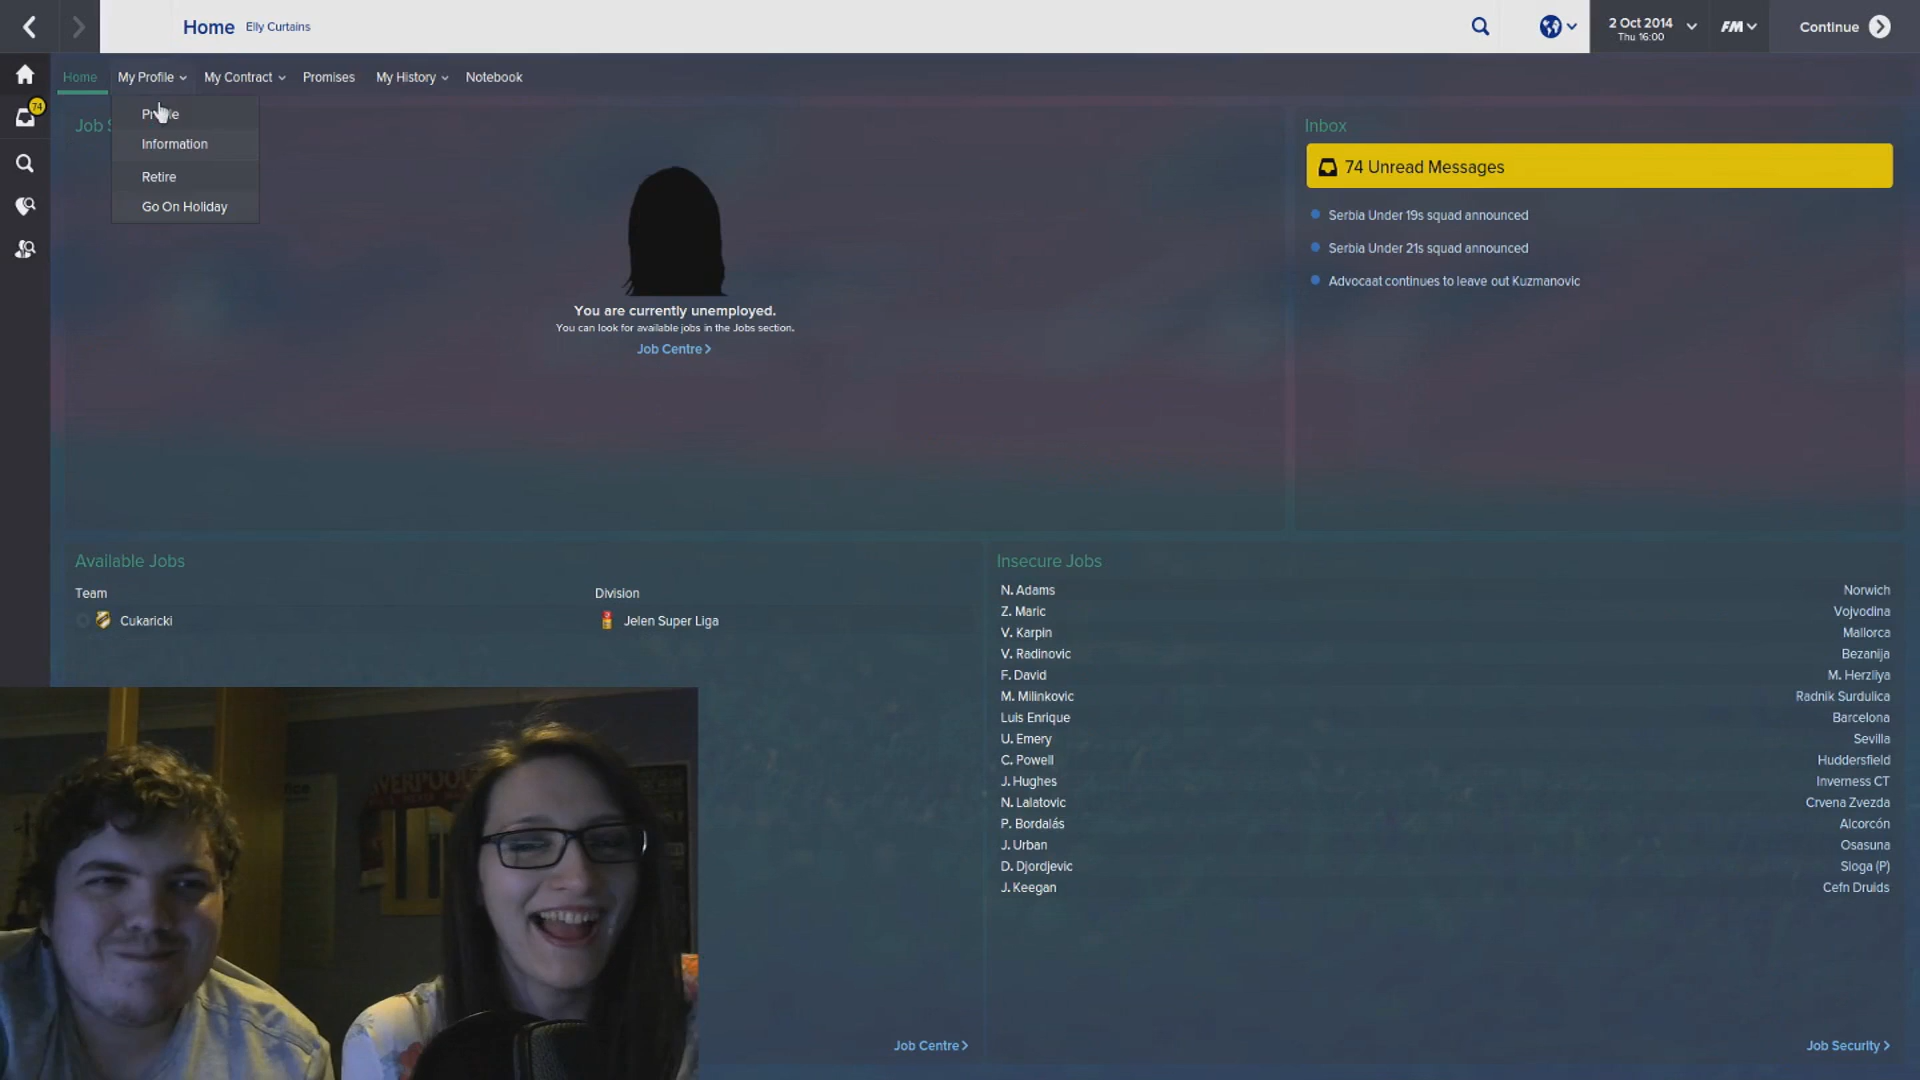 Home Elly Curtains
2 Oct 2014
Thu 16:00
FM
Continue
Home My Profile My Contract Promises My History Notebook
74
Profile
Information
Retire
Go On Holiday
Job S
You are currently unemployed.
You can look for available jobs in the Jobs section.
Job Centre
Inbox
74 Unread Messages
Serbia Under 19s squad announced
Serbia Under 21s squad announced
Advocaat continues to leave out Kuzmanovic
Available Jobs
Team Division
Cukaricki Jelen Super Liga
Job Centre
Insecure Jobs
N. Adams Norwich
Z. Maric Vojvodina
V. Karpin Mallorca
V. Radinovic Bezanija
F. David M. Herzliya
M. Milinkovic Radnik Surdulica
Luis Enrique Barcelona
U. Emery Sevilla
C. Powell Huddersfield
J. Hughes Inverness CT
N. Lalatovic Crvena Zvezda
P. Bordalás Alcorcón
J. Urban Osasuna
D. Djordjevic Sloga (P)
J. Keegan Cefn Druids
Job Security